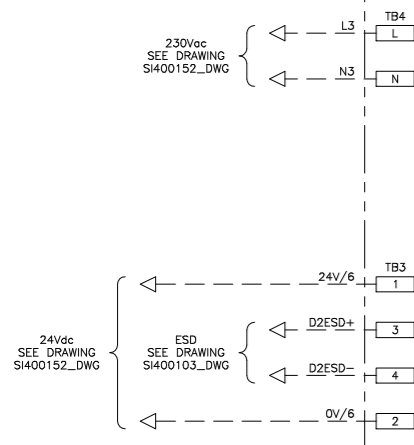 TB4
L3
L
230Vac
SEE DRAWING
SI400152_DWG
N3
N
TB3
24V/6
1
D2ESD+
3
24Vdc
SEE DRAWING
SI400152_DWG
ESD
SEE DRAWING
SI400103_DWG
D2ESD-
4
0V/6
2